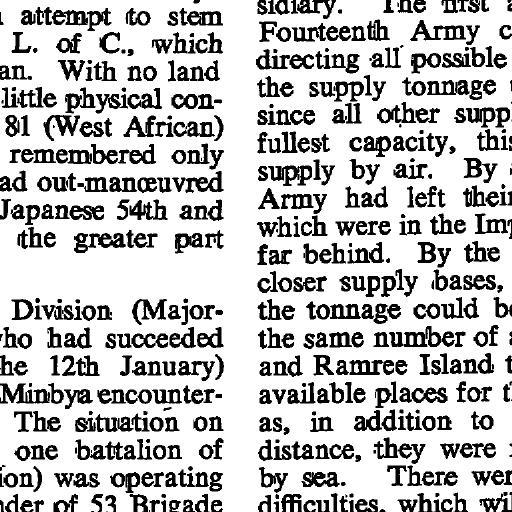 attempt to stem
L. of C., which
an. With no land
little physical con-
81 (West African)
remembered only
ad out-manœuvred
Japanese 54th and
the greater part
Division (Major-
who had succeeded
he 12th January)
Minbya encounter-
The situation on
one battalion of
ion) was operating
nder of 53 Brigade
sidiary. The first
Fourteenth Army c
directing all possible
the supply tonnage
since all other supp
fullest capacity, this
supply by air. By
Army had left their
which were in the Imp
far behind. By the
closer supply bases,
the tonnage could be
the same number of a
and Ramree Island t
available places for t
as, in addition to
distance, they were
by sea. There wer
difficulties, which wil